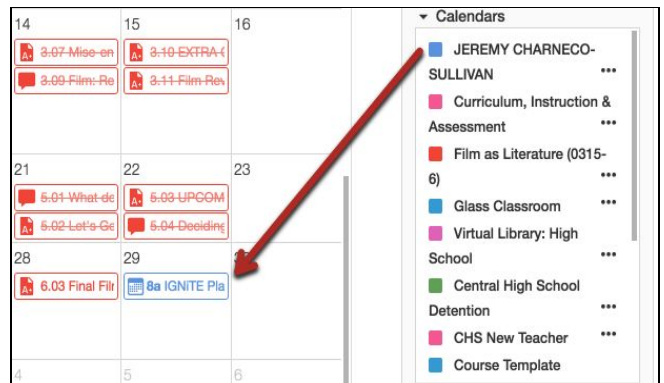 14 15 16
3.07 Mise-en 3.10 EXTRA
3.09 Film: Re 3.11 Film Rev
21 22 23
5.01 What do 5.03 UPCOM
5.02 Let's Go 5.04 Deciding
28 29
6.03 Final Film 8a IGNiTE Pla
4 5 6
Calendars
JEREMY CHARNECO-
SULLIVAN
Curriculum, Instruction &
Assessment
Film as Literature (0315-
6)
Glass Classroom
Virtual Library: High
School
Central High School
Detention
CHS New Teacher
Course Template